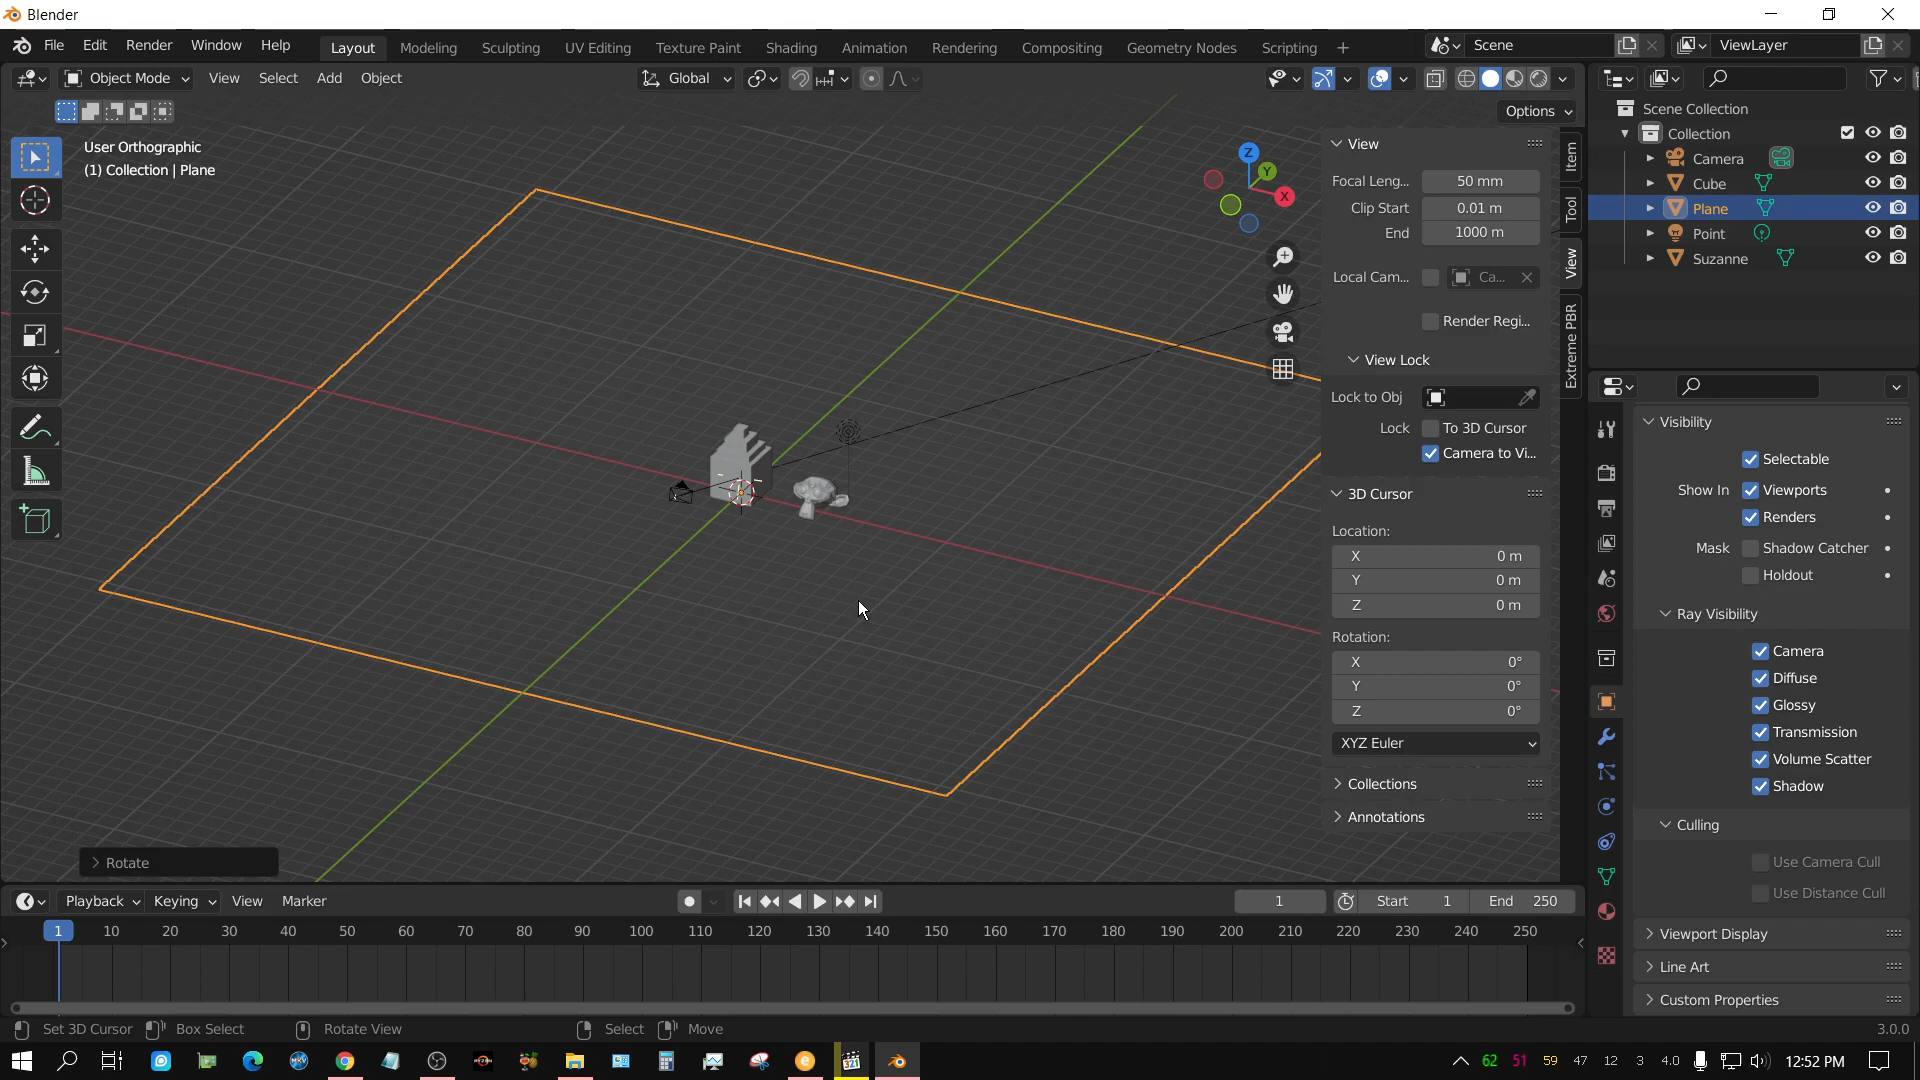 Blender
File Edit Render Window Help
Layout Modeling Sculpting UV Editing Texture Paint Shading Animation Rendering Compositing Geometry Nodes Scripting +
Scene
ViewLayer
Object Mode View Select Add Object
Global
Options
User Orthographic
(1) Collection | Plane
Z
Y
X
View
Focal Leng... 50 mm
Clip Start 0.01 m
End 1000 m
Local Cam... Ca...
Render Regi...
View Lock
Lock to Obj
Lock To 3D Cursor
Camera to Vi...
3D Cursor
Location:
X 0 m
Y 0 m
Z 0 m
Rotation:
X 0°
Y 0°
Z 0°
XYZ Euler
Collections
Annotations
Item
Tool
View
Extreme PBR
Scene Collection
Collection
Camera
Cube
Plane
Point
Suzanne
Visibility
Selectable
Show In Viewports
Renders
Mask Shadow Catcher
Holdout
Ray Visibility
Camera
Diffuse
Glossy
Transmission
Volume Scatter
Shadow
Culling
Use Camera Cull
Use Distance Cull
Viewport Display
Line Art
Custom Properties
Rotate
Playback Keying View Marker
1 Start 1 End 250
1 10 20 30 40 50 60 70 80 90 100 110 120 130 140 150 160 170 180 190 200 210 220 230 240 250
Set 3D Cursor Box Select Rotate View Select Move
3.0.0
62 51 59 47 12 3 4.0 12:52 PM